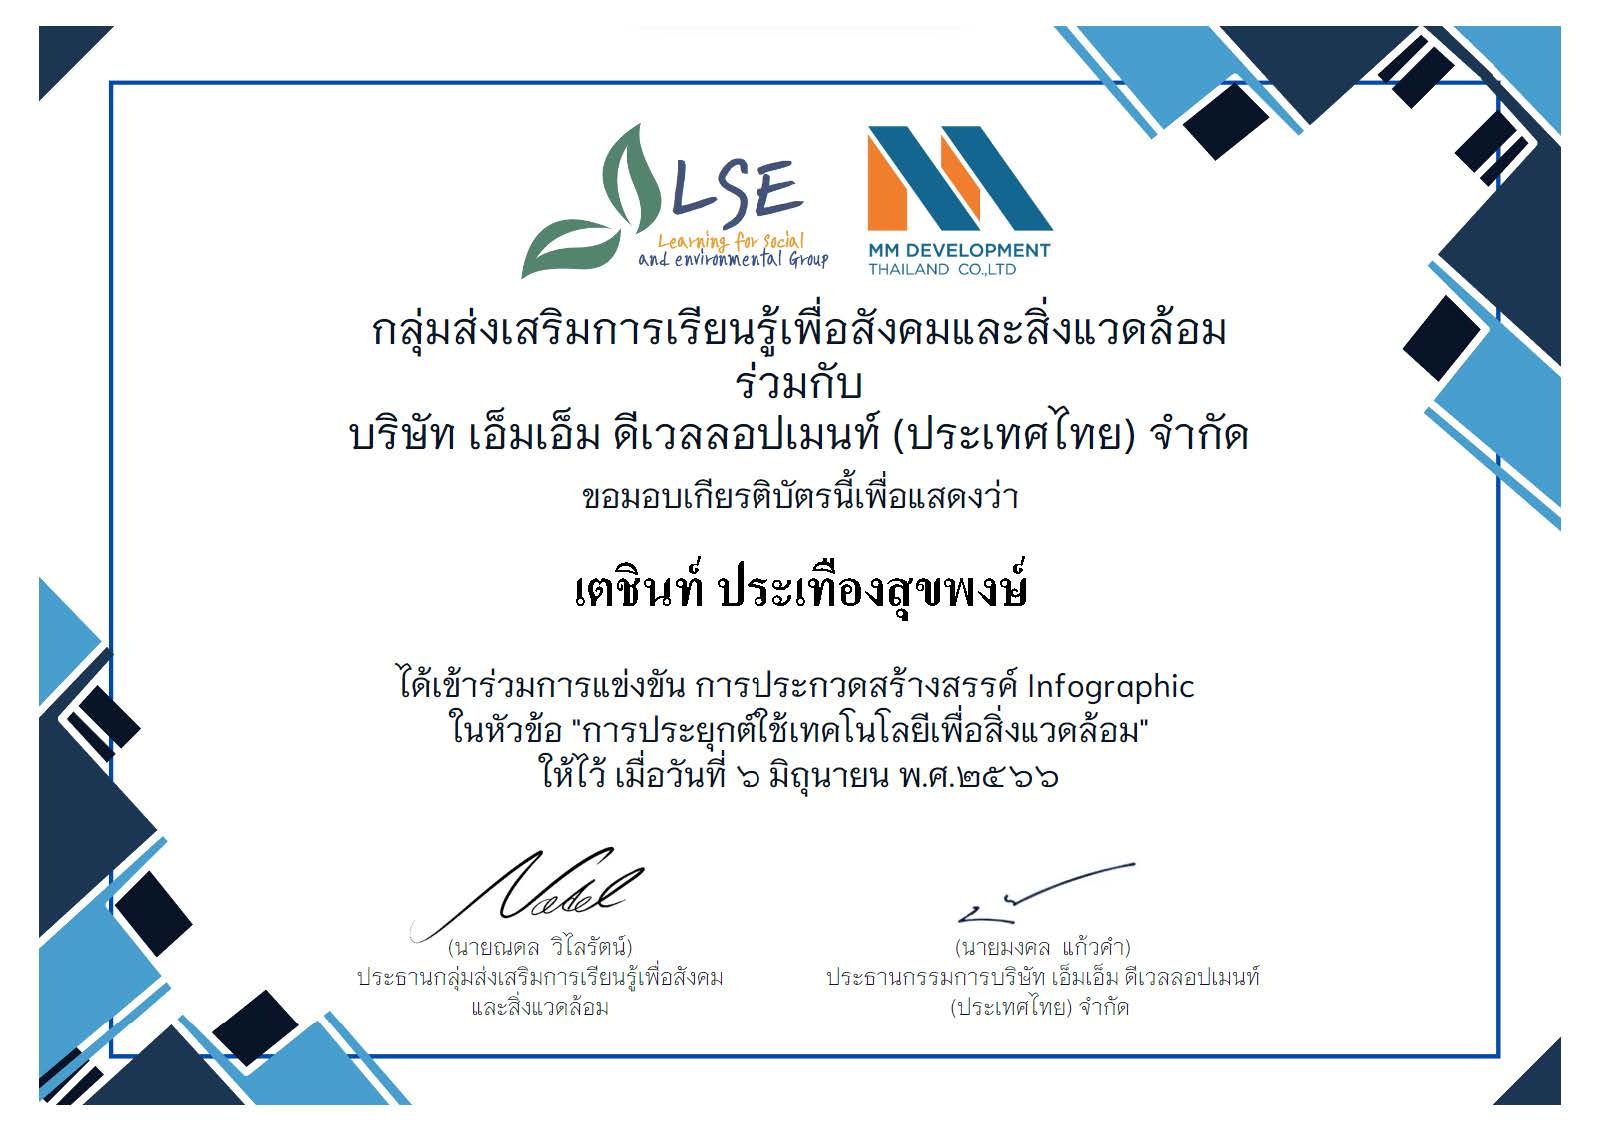 LSE
Learning for social
and environmental Group
MM DEVELOPMENT
THAILAND CO.,LTD
กลุ่มส่งเสริมการเรียนรู้เพื่อสังคมและสิ่งแวดล้อม
ร่วมกับ
บริษัท เอ็มเอ็ม ดีเวลลอปเมนท์ (ประเทศไทย) จำกัด
ขอมอบเกียรติบัตรนี้เพื่อแสดงว่า
เตชินท์ ประเทืองสุขพงษ์
ได้เข้าร่วมการแข่งขัน การประกวดสร้างสรรค์ Infographic
ในหัวข้อ "การประยุกต์ใช้เทคโนโลยีเพื่อสิ่งแวดล้อม"
ให้ไว้ เมื่อวันที่ ๖ มิถุนายน พ.ศ.๒๕๖๖
(นายณดล วิไลรัตน์)
ประธานกลุ่มส่งเสริมการเรียนรู้เพื่อสังคม
และสิ่งแวดล้อม
(นายมงคล แก้วคำ)
ประธานกรรมการบริษัท เอ็มเอ็ม ดีเวลลอปเมนท์
(ประเทศไทย) จำกัด